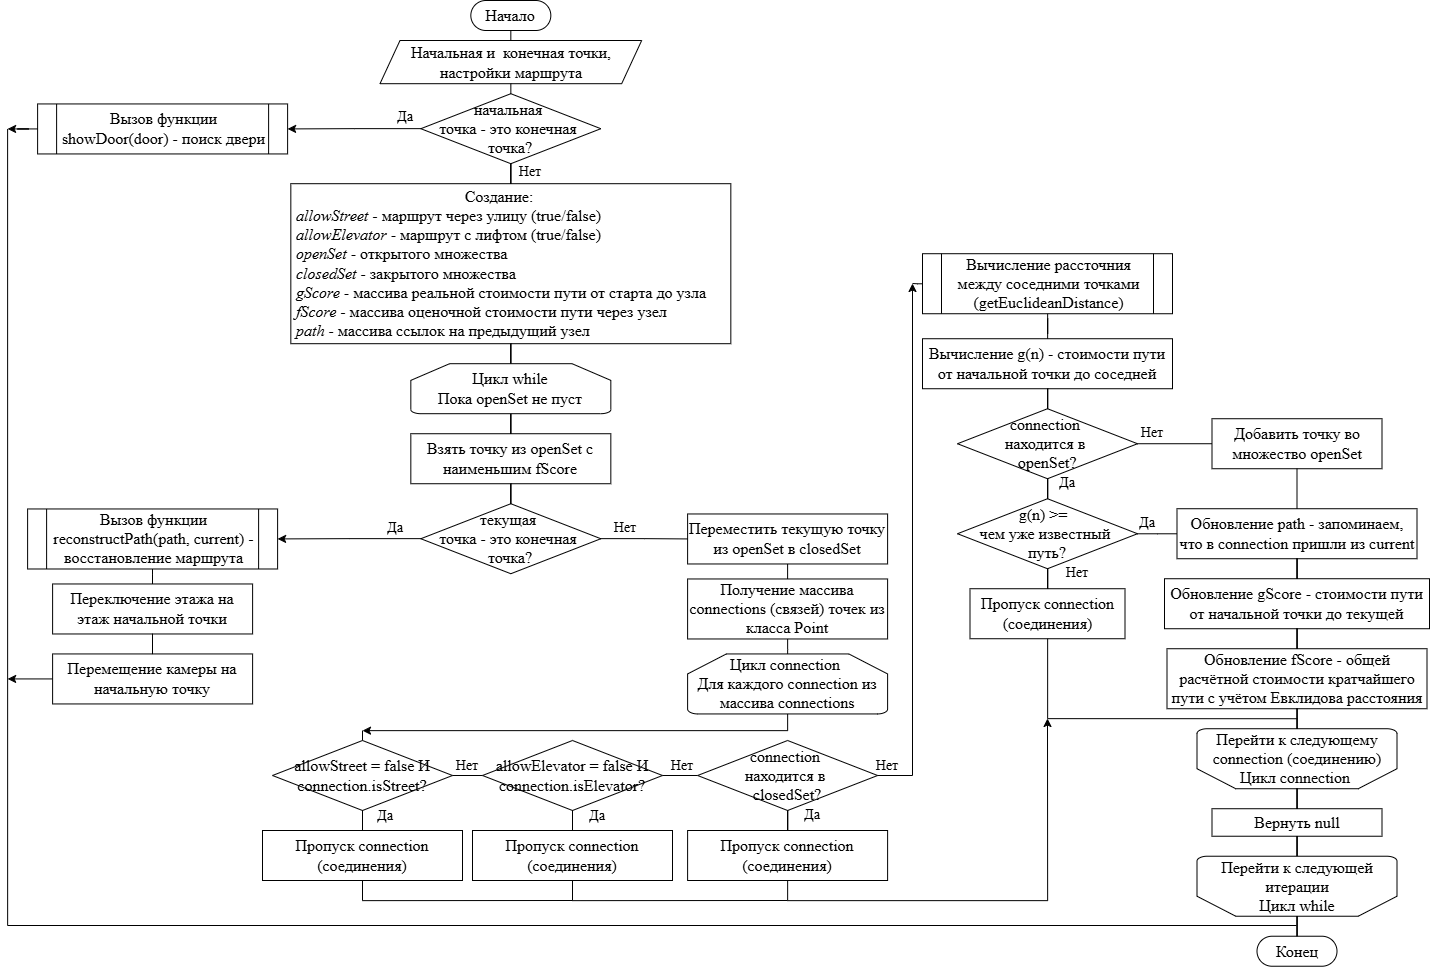 Начало
Начальная и конечная точки,
настройки маршрута
начальная
точка - это конечная
точка?
Да
Вызов функции
showDoor(door) - поиск двери
Нет
Создание:
allowStreet - маршрут через улицу (true/false)
allowElevator - маршрут с лифтом (true/false)
openSet - открытого множества
closedSet - закрытого множества
gScore - массива реальной стоимости пути от старта до узла
fScore - массива оценочной стоимости пути через узел
path - массива ссылок на предыдущий узел
Цикл while
Пока openSet не пуст
Взять точку из openSet с
наименьшим fScore
текущая
точка - это конечная
точка?
Да
Вызов функции
reconstructPath(path, current) -
восстановление маршрута
Переключение этажа на
этаж начальной точки
Перемещение камеры на
начальную точку
Нет
Переместить текущую точку
из openSet в closedSet
Получение массива
connections (связей) точек из
класса Point
Цикл connection
Для каждого connection из
массива connections
allowStreet = false И
connection.isStreet?
Нет
Да
Пропуск connection
(соединения)
allowElevator = false И
connection.isElevator?
Нет
Да
Пропуск connection
(соединения)
connection
находится в
closedSet?
Нет
Да
Пропуск connection
(соединения)
Вычисление рассточния
между соседними точками
(getEuclideanDistance)
Вычисление g(n) - стоимости пути
от начальной точки до соседней
connection
находится в
openSet?
Нет
Добавить точку во
множество openSet
Да
g(n) >=
чем уже известный
путь?
Да
Обновление path - запоминаем,
что в connection пришли из current
Нет
Пропуск connection
(соединения)
Обновление gScore - стоимости пути
от начальной точки до текущей
Обновление fScore - общей
расчётной стоимости кратчайшего
пути с учётом Евклидова расстояния
Перейти к следующему
connection (соединению)
Цикл connection
Вернуть null
Перейти к следующей
итерации
Цикл while
Конец